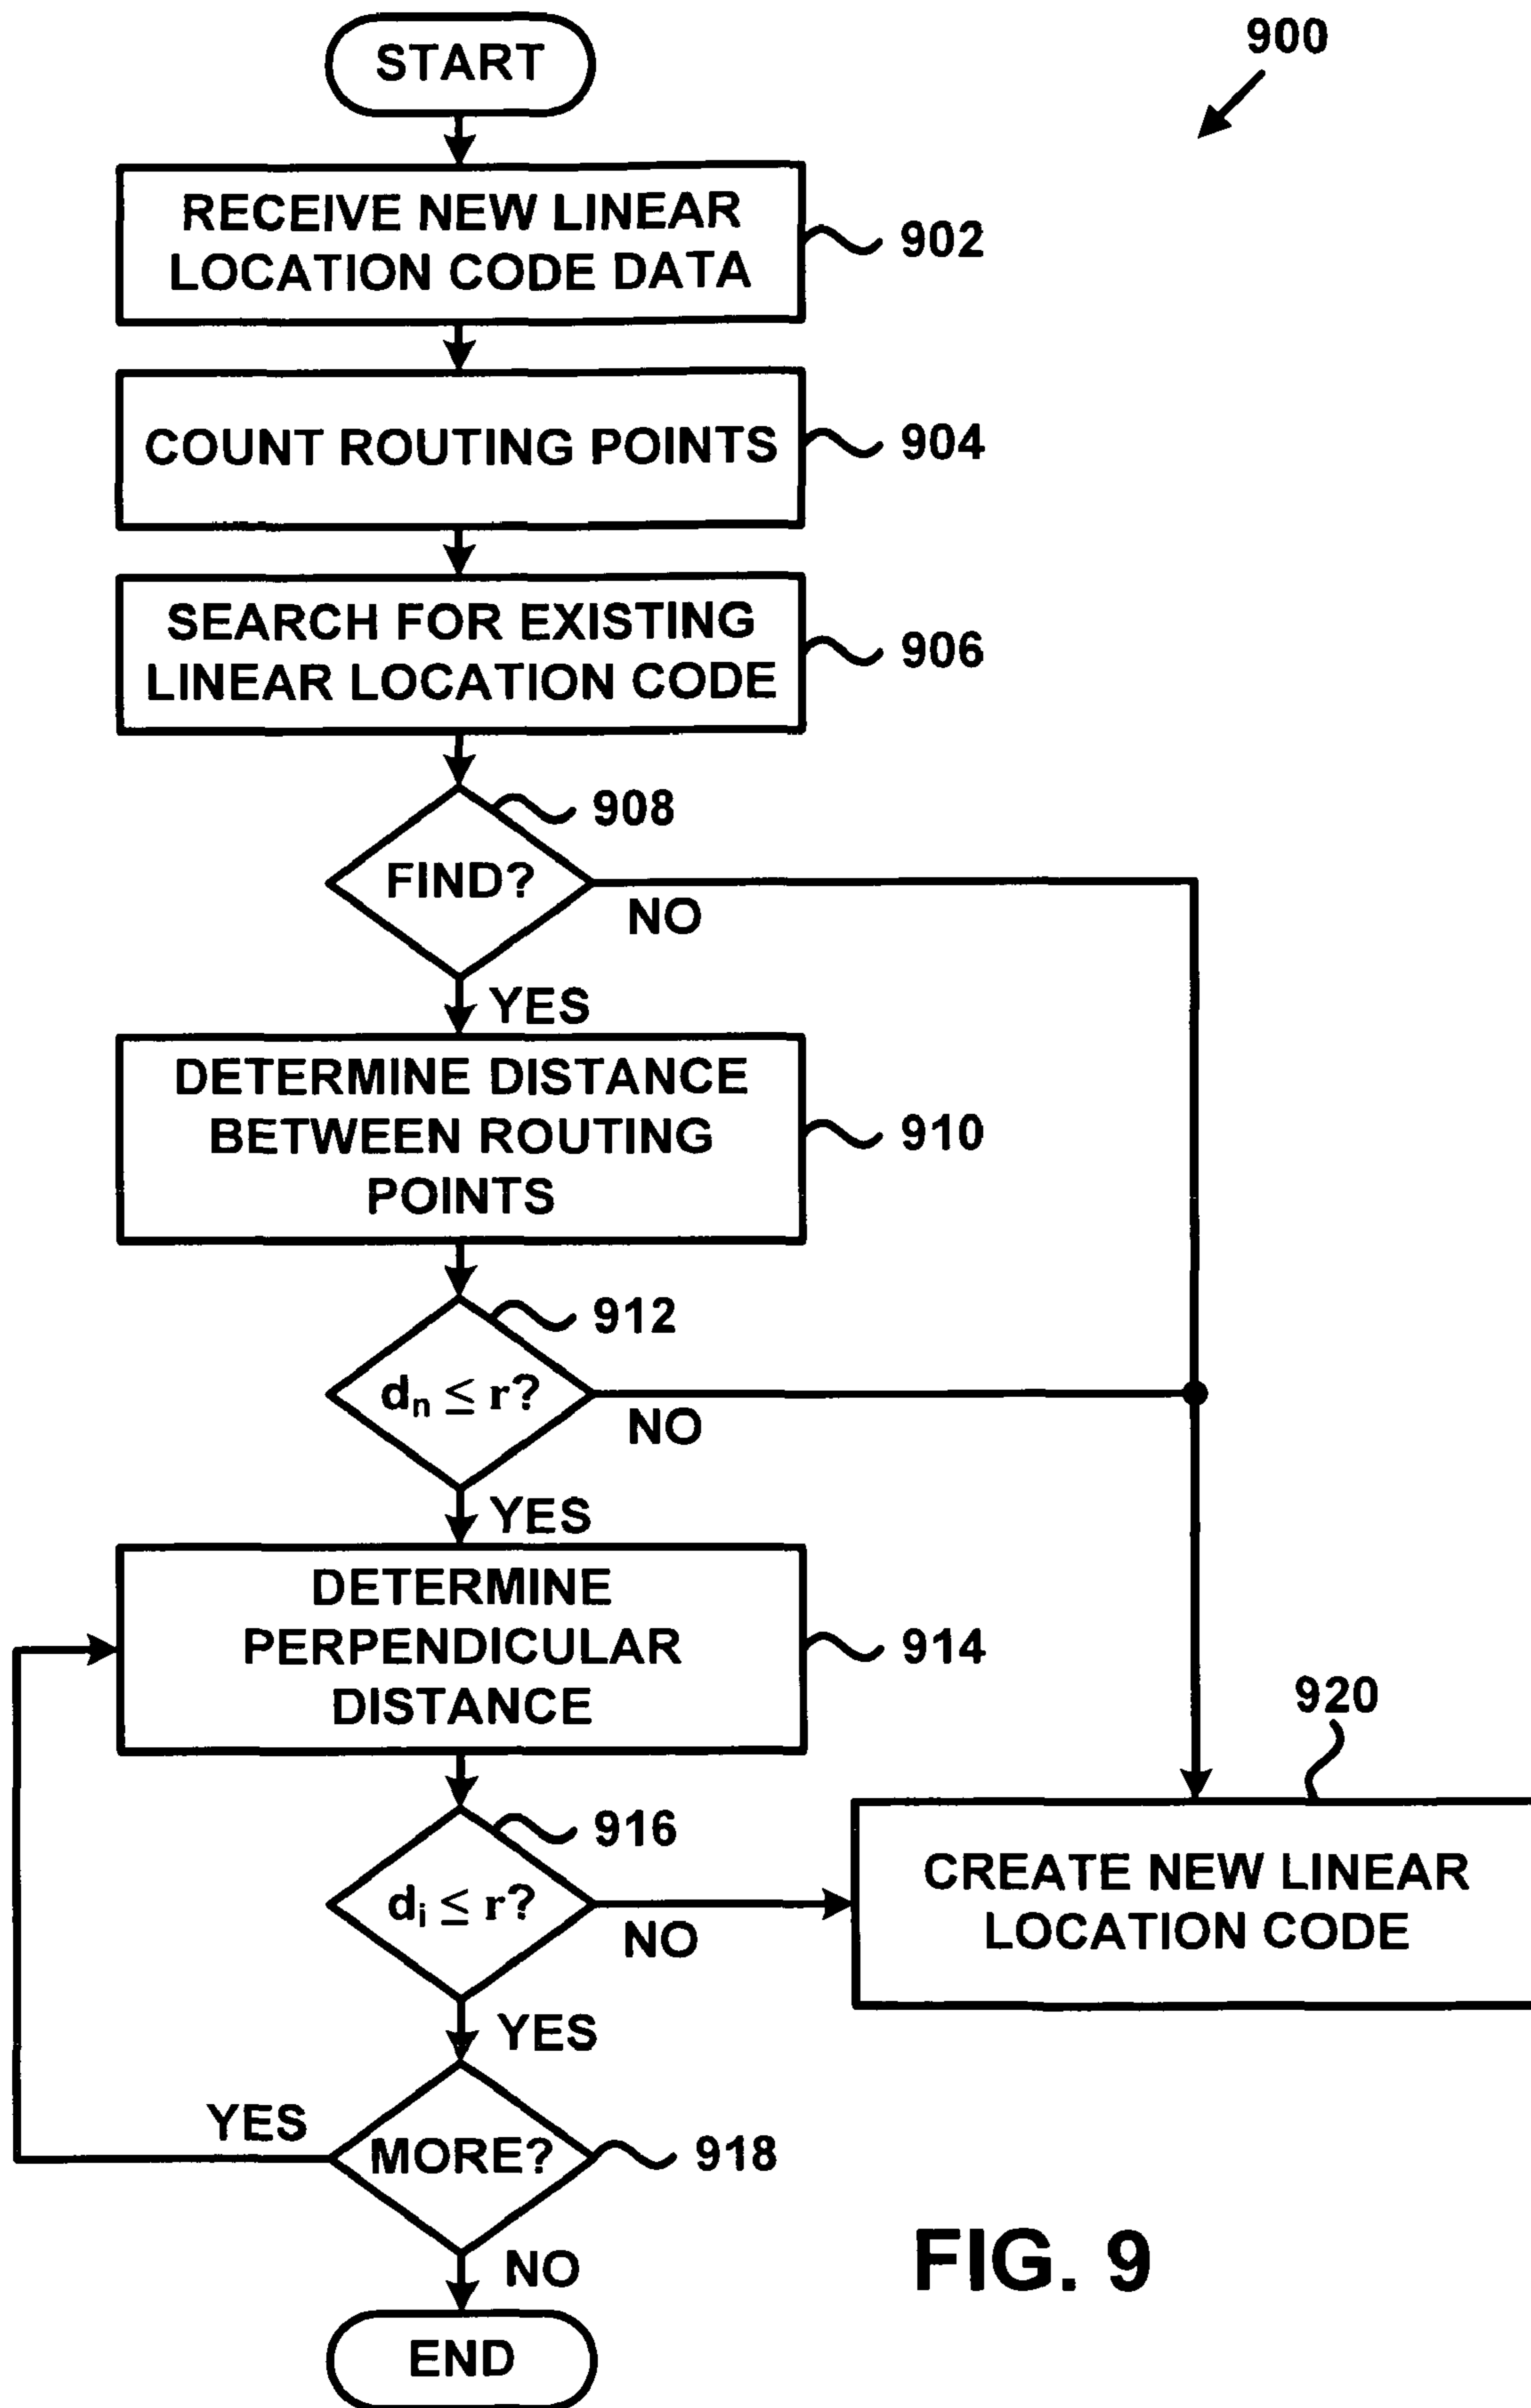 START
900
RECEIVE NEW LINEAR
LOCATION CODE DATA
902
COUNT ROUTING POINTS
904
SEARCH FOR EXISTING
LINEAR LOCATION CODE
906
908
FIND?
NO
YES
DETERMINE DISTANCE
BETWEEN ROUTING
POINTS
910
912
dₙ ≤ r?
NO
YES
DETERMINE
PERPENDICULAR
DISTANCE
914
920
916
dᵢ ≤ r?
NO
CREATE NEW LINEAR
LOCATION CODE
YES
YES
MORE?
918
NO
FIG. 9
END